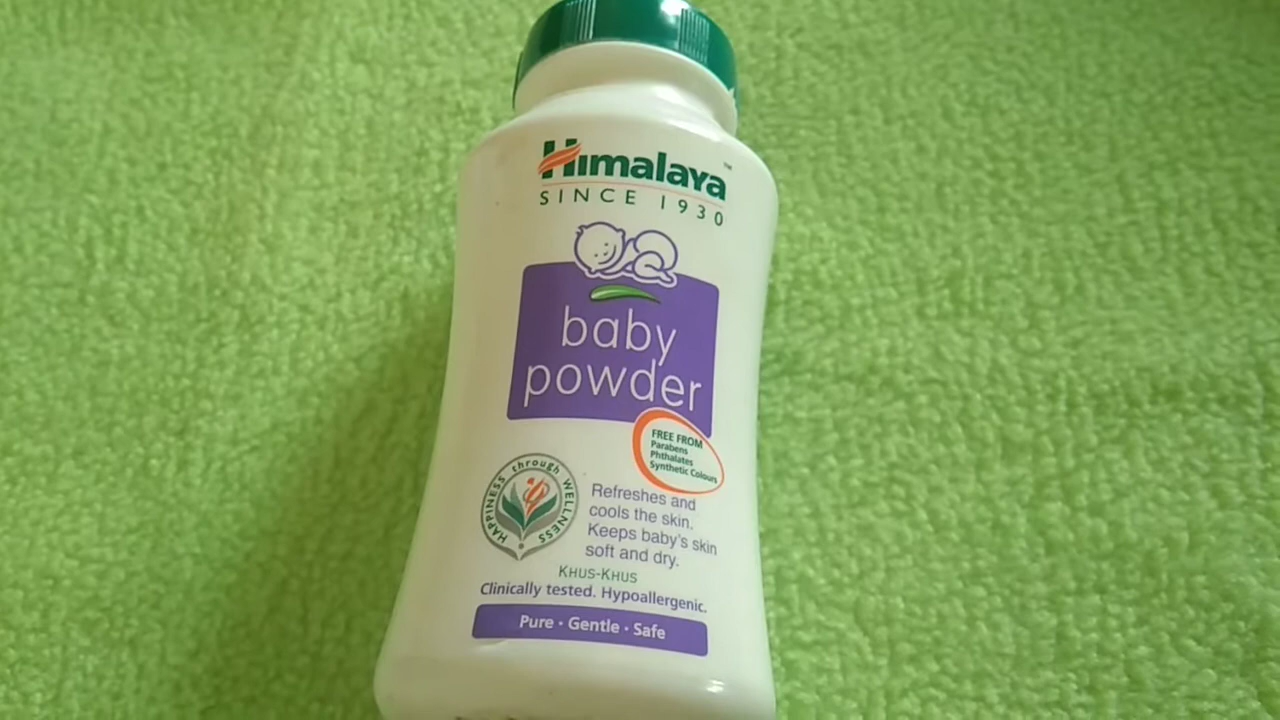 Himalaya™
SINCE 1930
baby
powder
FREE FROM
Parabens
Phthalates
Synthetic Colours
HAPPINESS through WELLNESS
Refreshes and
cools the skin.
Keeps baby's skin
soft and dry.
KHUS-KHUS
Clinically tested. Hypoallergenic.
Pure · Gentle · Safe